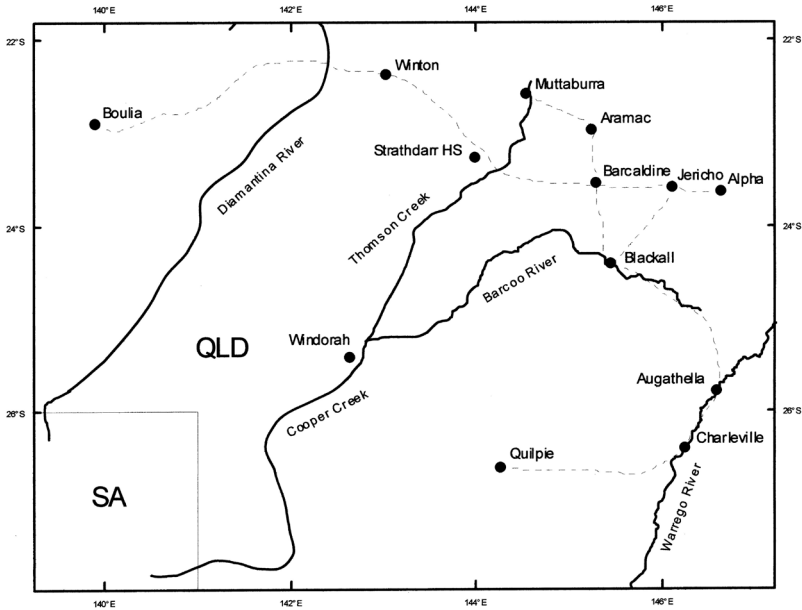 140°E
142°E
144°E
146°E
22°S
22°S
Winton
Muttaburra
Boulia
Aramac
Strathdarr HS
Barcaldine
Jericho
Alpha
Diamantina River
Thomson Creek
24°S
24°S
Blackall
Barcoo River
QLD
Windorah
Augathella
Cooper Creek
26°S
26°S
Charleville
Quilpie
SA
Warrego River
140°E
142°E
144°E
146°E